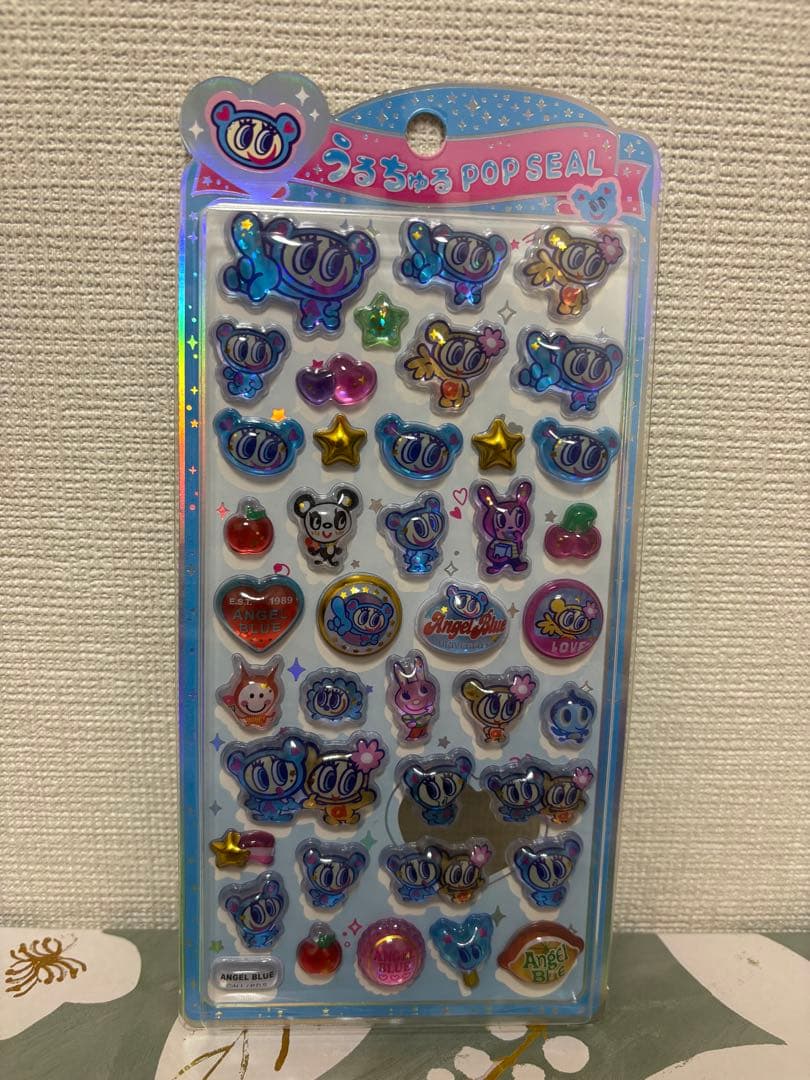 うるちゅる POP SEAL
E.S.T. 1989
ANGEL
BLUE
Angel Blue
LOVE
ANGEL
BLUE
Angel
Blue
ANGEL BLUE